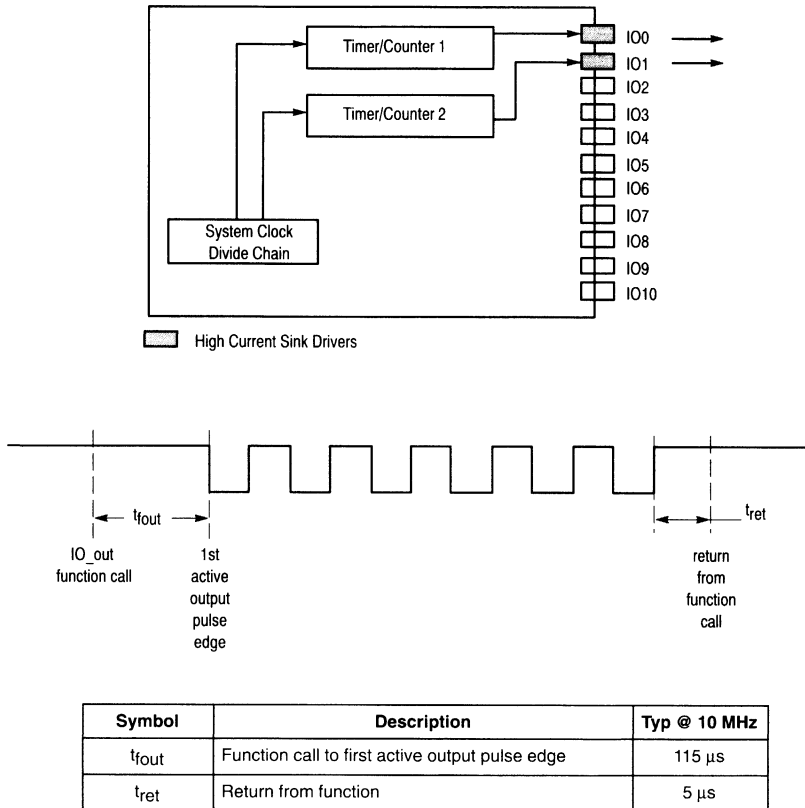 Timer/Counter 1
Timer/Counter 2
System Clock
Divide Chain
IO0
IO1
IO2
IO3
IO4
IO5
IO6
IO7
IO8
IO9
IO10
High Current Sink Drivers
tfout
tret
IO_out
function call
1st
active
output
pulse
edge
return
from
function
call
Symbol Description Typ @ 10 MHz
tfout Function call to first active output pulse edge 115 µs
tret Return from function 5 µs